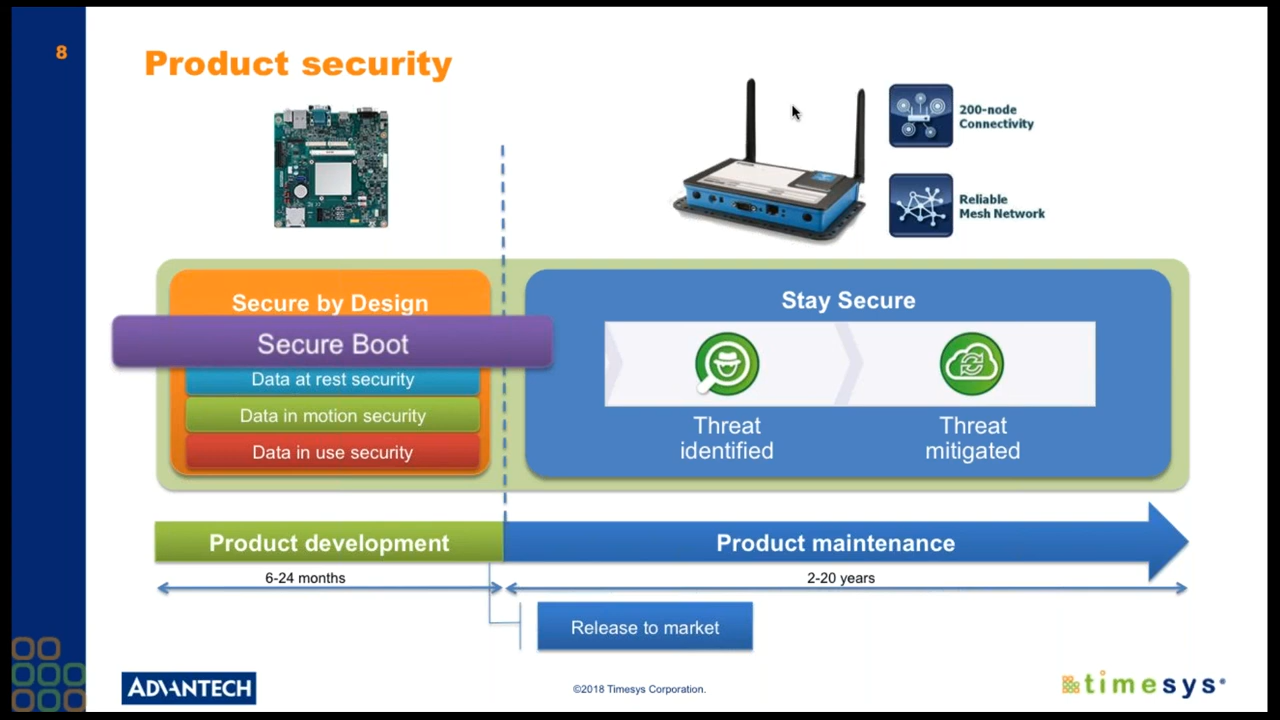 8
Product security
200-node
Connectivity
Reliable
Mesh Network
Secure by Design
Secure Boot
Data at rest security
Data in motion security
Data in use security
Stay Secure
Threat
identified
Threat
mitigated
Product development
Product maintenance
6-24 months
2-20 years
Release to market
ADVANTECH
©2018 Timesys Corporation.
timesys